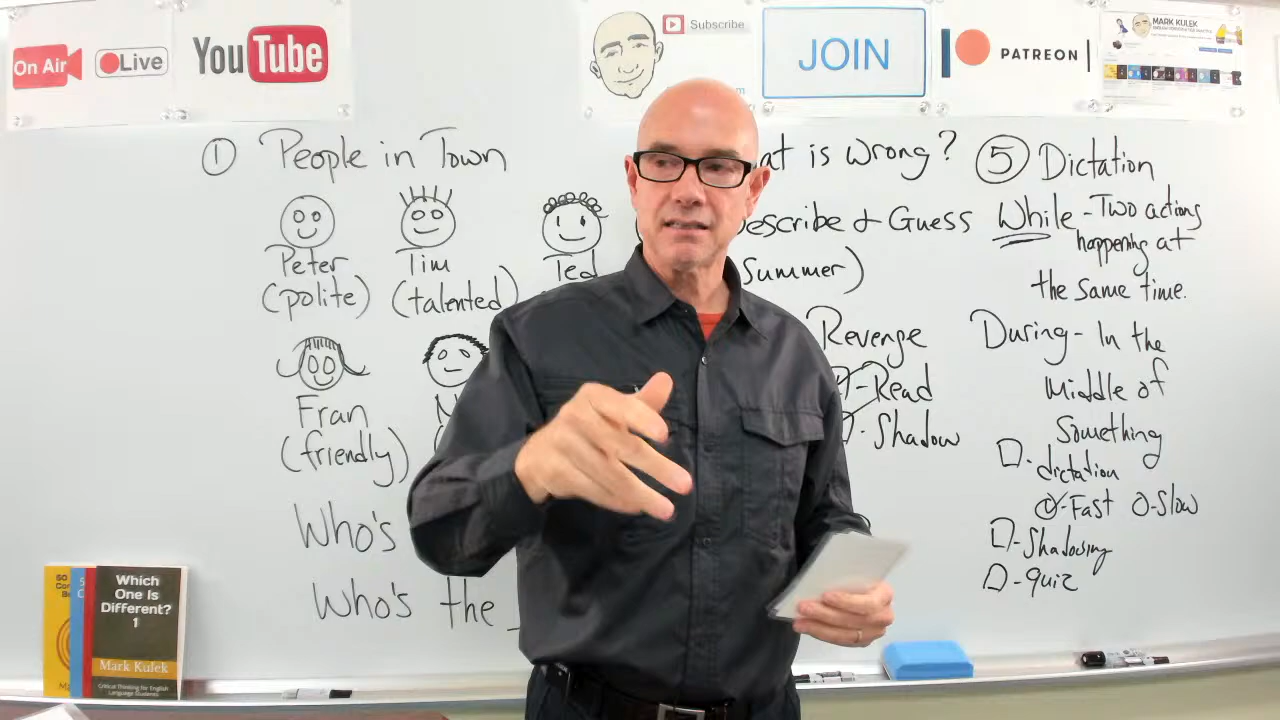 On Air
Live
YouTube
Subscribe
JOIN
PATREON
MARK KULEK
① People in Town
Peter
(polite)
Tim
(talented)
Ted
Fran
(friendly)
Who's
Who's the
is wrong?
Guess
Summer)
Revenge
Read
Shadow
⑤ Dictation
While - Two actions
happening at
the same time.
During - In the
Middle of
Something
dictation
Fast O-Slow
Shadowing
quiz
Which
One Is
Different?
1
Mark Kulek
Critical Thinking for English
Language Students